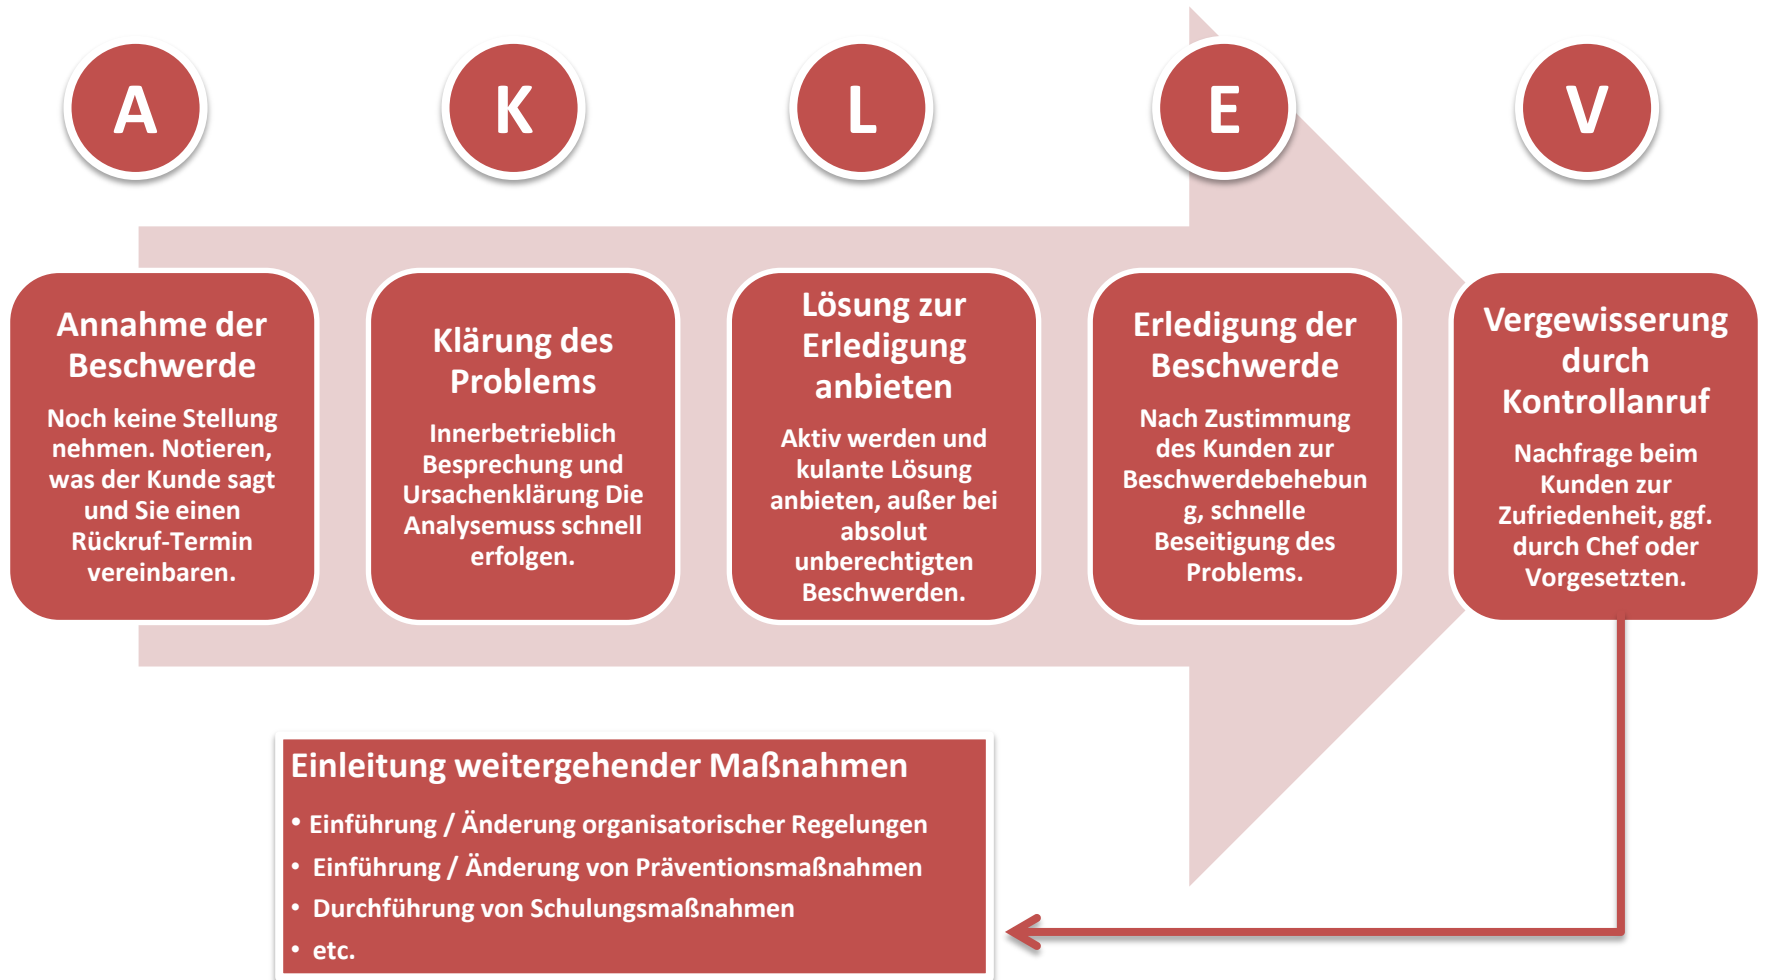 A
K
L
E
V
Annahme der
Beschwerde
Noch keine Stellung
nehmen. Notieren,
was der Kunde sagt
und Sie einen
Rückruf-Termin
vereinbaren.
Klärung des
Problems
Innerbetrieblich
Besprechung und
Ursachenklärung Die
Analysemuss schnell
erfolgen.
Lösung zur
Erledigung
anbieten
Aktiv werden und
kulante Lösung
anbieten, außer bei
absolut
unberechtigten
Beschwerden.
Erledigung der
Beschwerde
Nach Zustimmung
des Kunden zur
Beschwerdebehebun
g, schnelle
Beseitigung des
Problems.
Vergewisserung
durch
Kontrollanruf
Nachfrage beim
Kunden zur
Zufriedenheit, ggf.
durch Chef oder
Vorgesetzten.
Einleitung weitergehender Maßnahmen
• Einführung / Änderung organisatorischer Regelungen
• Einführung / Änderung von Präventionsmaßnahmen
• Durchführung von Schulungsmaßnahmen
• etc.